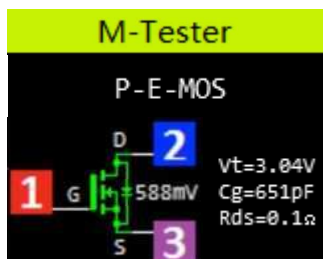 M-Tester
P-E-MOS
D 2
Vt=3.04V
1 G 588mV Cg=651pF
Rds=0.1Ω
S 3